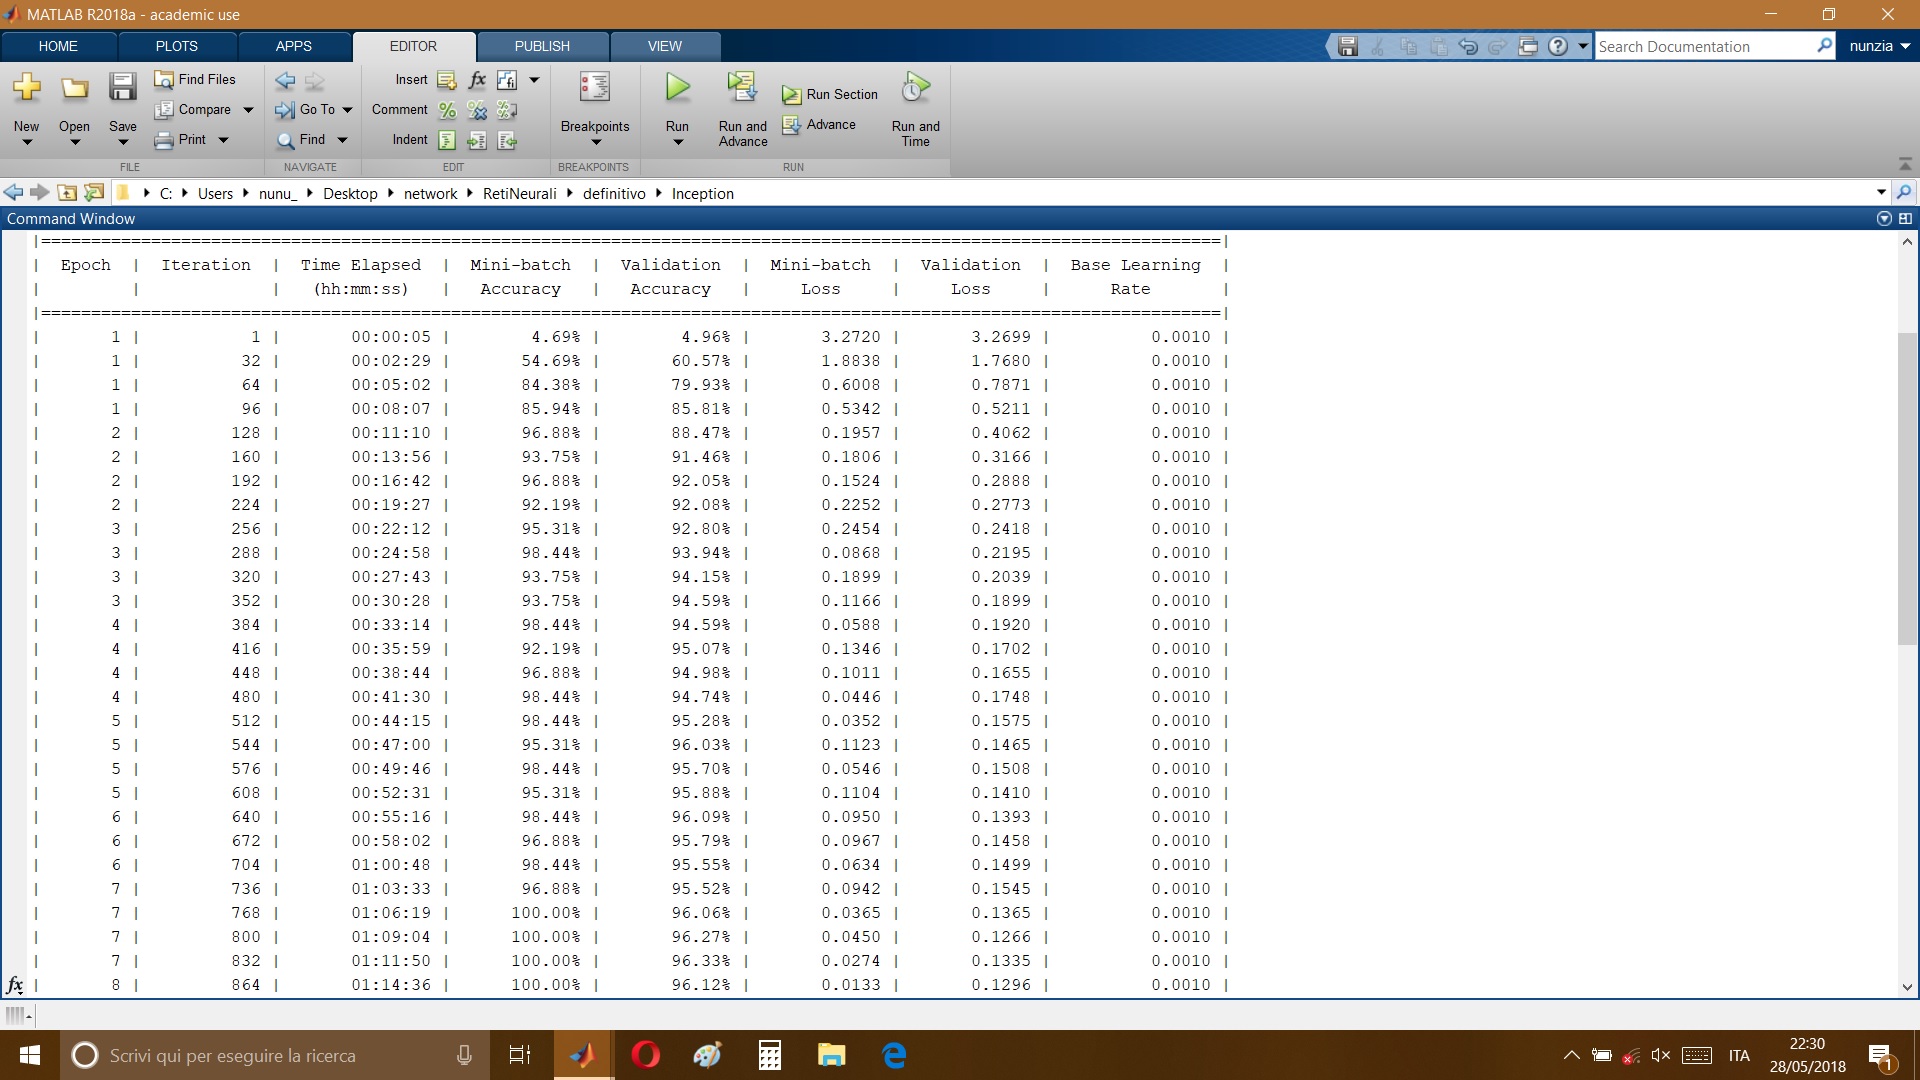 MATLAB R2018a - academic use
HOME PLOTS APPS EDITOR PUBLISH VIEW Search Documentation nunzia
Find Files Insert fx fi
New Open Save Compare Go To Comment Breakpoints Run Run and Advance Run Section Run and Time
Print Find Indent Advance
FILE NAVIGATE EDIT BREAKPOINTS RUN
C: Users nunu_ Desktop network RetiNeurali definitivo Inception
Command Window
|======================================================================================================================|
| Epoch | Iteration | Time Elapsed | Mini-batch | Validation | Mini-batch | Validation | Base Learning |
| | | (hh:mm:ss) | Accuracy | Accuracy | Loss | Loss | Rate |
|======================================================================================================================|
| 1 | 1 | 00:00:05 | 4.69% | 4.96% | 3.2720 | 3.2699 | 0.0010 |
| 1 | 32 | 00:02:29 | 54.69% | 60.57% | 1.8838 | 1.7680 | 0.0010 |
| 1 | 64 | 00:05:02 | 84.38% | 79.93% | 0.6008 | 0.7871 | 0.0010 |
| 1 | 96 | 00:08:07 | 85.94% | 85.81% | 0.5342 | 0.5211 | 0.0010 |
| 2 | 128 | 00:11:10 | 96.88% | 88.47% | 0.1957 | 0.4062 | 0.0010 |
| 2 | 160 | 00:13:56 | 93.75% | 91.46% | 0.1806 | 0.3166 | 0.0010 |
| 2 | 192 | 00:16:42 | 96.88% | 92.05% | 0.1524 | 0.2888 | 0.0010 |
| 2 | 224 | 00:19:27 | 92.19% | 92.08% | 0.2252 | 0.2773 | 0.0010 |
| 3 | 256 | 00:22:12 | 95.31% | 92.80% | 0.2454 | 0.2418 | 0.0010 |
| 3 | 288 | 00:24:58 | 98.44% | 93.94% | 0.0868 | 0.2195 | 0.0010 |
| 3 | 320 | 00:27:43 | 93.75% | 94.15% | 0.1899 | 0.2039 | 0.0010 |
| 3 | 352 | 00:30:28 | 93.75% | 94.59% | 0.1166 | 0.1899 | 0.0010 |
| 4 | 384 | 00:33:14 | 98.44% | 94.59% | 0.0588 | 0.1920 | 0.0010 |
| 4 | 416 | 00:35:59 | 92.19% | 95.07% | 0.1346 | 0.1702 | 0.0010 |
| 4 | 448 | 00:38:44 | 96.88% | 94.98% | 0.1011 | 0.1655 | 0.0010 |
| 4 | 480 | 00:41:30 | 98.44% | 94.74% | 0.0446 | 0.1748 | 0.0010 |
| 5 | 512 | 00:44:15 | 98.44% | 95.28% | 0.0352 | 0.1575 | 0.0010 |
| 5 | 544 | 00:47:00 | 95.31% | 96.03% | 0.1123 | 0.1465 | 0.0010 |
| 5 | 576 | 00:49:46 | 98.44% | 95.70% | 0.0546 | 0.1508 | 0.0010 |
| 5 | 608 | 00:52:31 | 95.31% | 95.88% | 0.1104 | 0.1410 | 0.0010 |
| 6 | 640 | 00:55:16 | 98.44% | 96.09% | 0.0950 | 0.1393 | 0.0010 |
| 6 | 672 | 00:58:02 | 96.88% | 95.79% | 0.0967 | 0.1458 | 0.0010 |
| 6 | 704 | 01:00:48 | 98.44% | 95.55% | 0.0634 | 0.1499 | 0.0010 |
| 7 | 736 | 01:03:33 | 96.88% | 95.52% | 0.0942 | 0.1545 | 0.0010 |
| 7 | 768 | 01:06:19 | 100.00% | 96.06% | 0.0365 | 0.1365 | 0.0010 |
| 7 | 800 | 01:09:04 | 100.00% | 96.27% | 0.0450 | 0.1266 | 0.0010 |
| 7 | 832 | 01:11:50 | 100.00% | 96.33% | 0.0274 | 0.1335 | 0.0010 |
fx | 8 | 864 | 01:14:36 | 100.00% | 96.12% | 0.0133 | 0.1296 | 0.0010 |
Scrivi qui per eseguire la ricerca ITA 22:30
28/05/2018 1